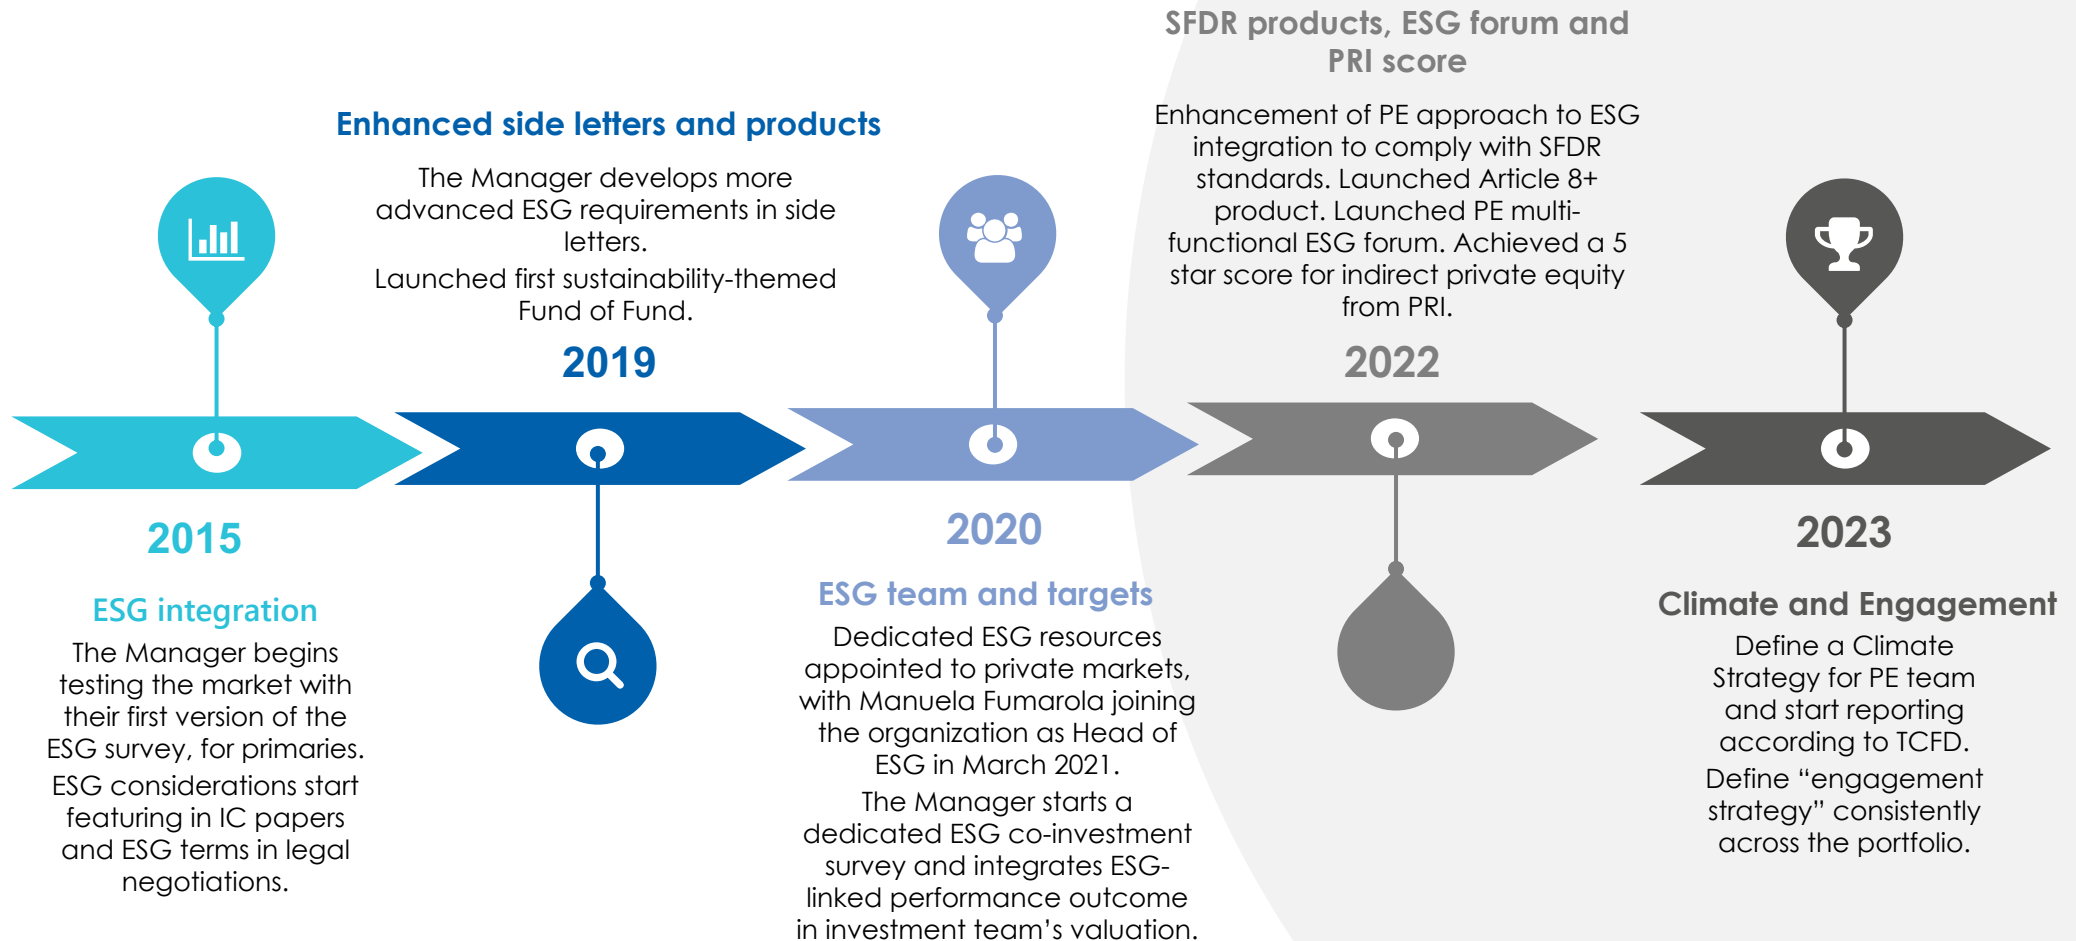 2015
ESG integration
The Manager begins
testing the market with
their first version of the
ESG survey, for primaries.
ESG considerations start
featuring in IC papers
and ESG terms in legal
negotiations.
Enhanced side letters and products
The Manager develops more
advanced ESG requirements in side
letters.
Launched first sustainability-themed
Fund of Fund.
2019
2020
ESG team and targets
Dedicated ESG resources
appointed to private markets,
with Manuela Fumarola joining
the organization as Head of
ESG in March 2021.
The Manager starts a
dedicated ESG co-investment
survey and integrates ESG-
linked performance outcome
in investment team’s valuation.
SFDR products, ESG forum and
PRI score
Enhancement of PE approach to ESG
integration to comply with SFDR
standards. Launched Article 8+
product. Launched PE multi-
functional ESG forum. Achieved a 5
star score for indirect private equity
from PRI.
2022
2023
Climate and Engagement
Define a Climate
Strategy for PE team
and start reporting
according to TCFD.
Define “engagement
strategy” consistently
across the portfolio.